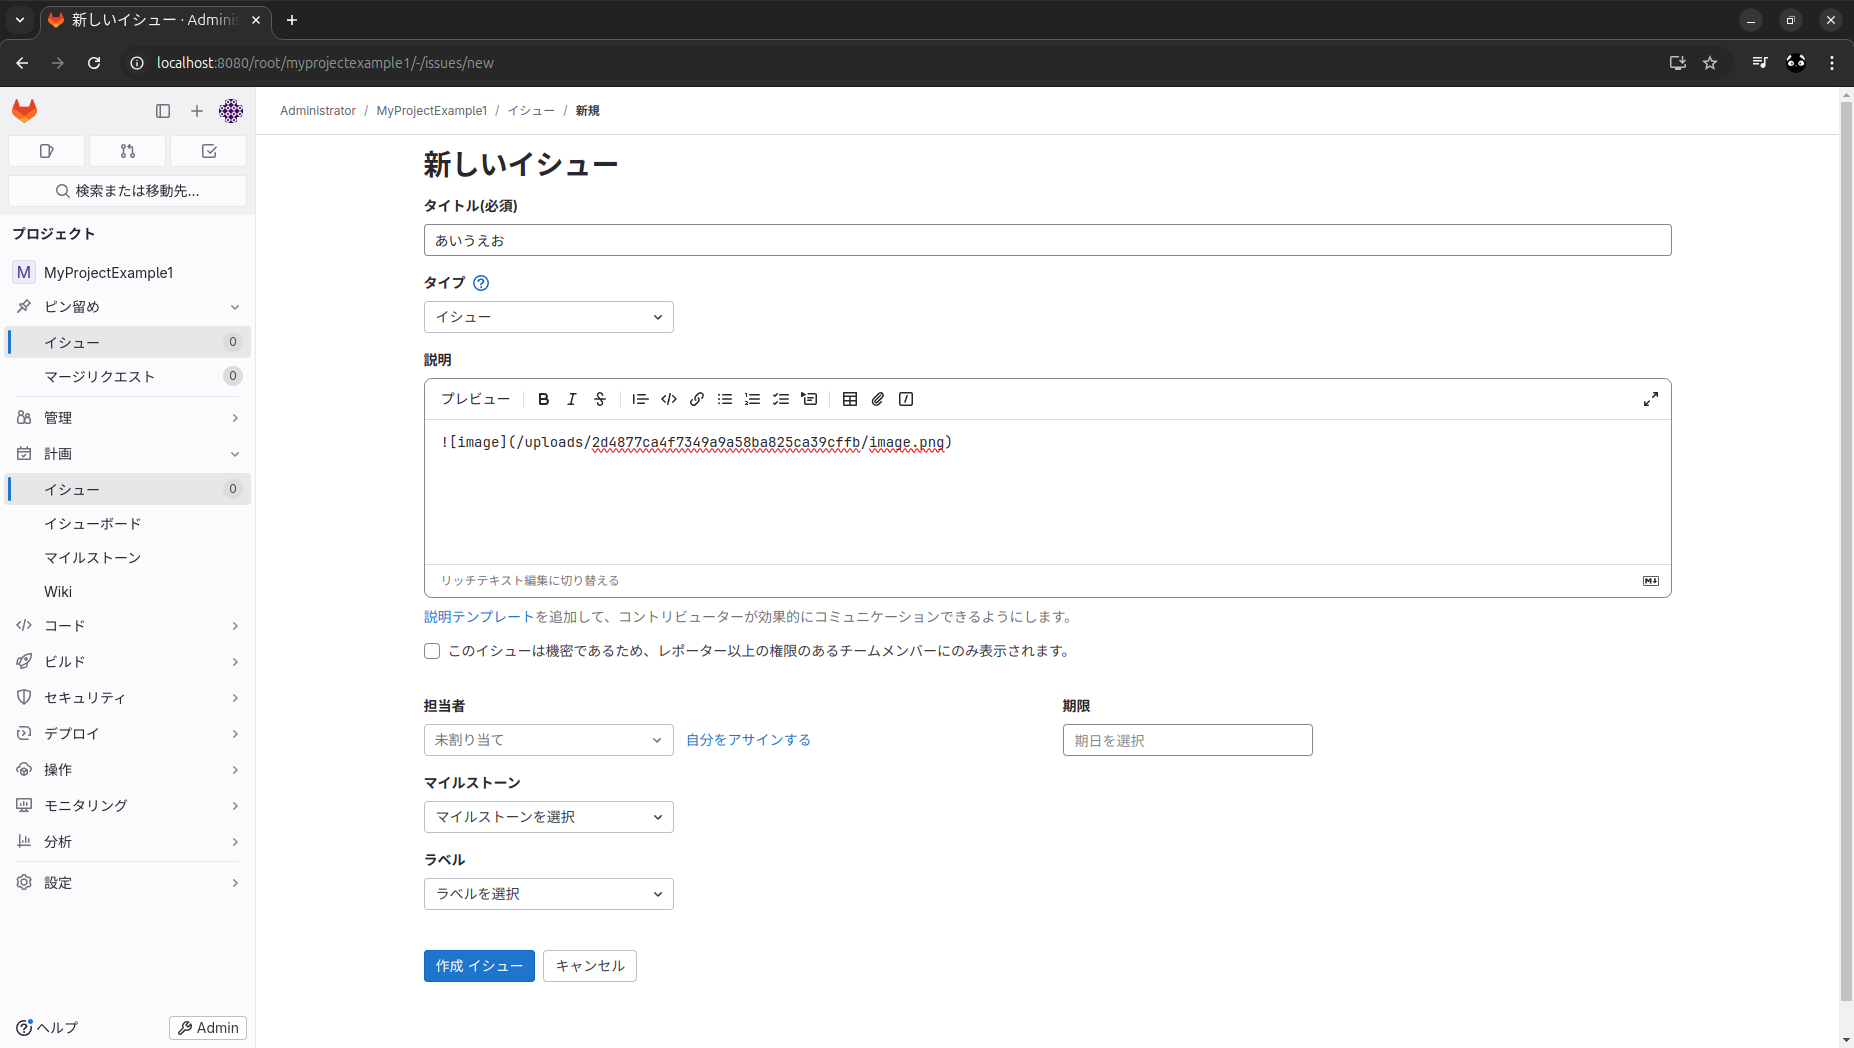 新しいイシュー · Adminis
localhost:8080/root/myprojectexample1/-/issues/new
Administrator / MyProjectExample1 / イシュー / 新規
検索または移動先...
プロジェクト
M MyProjectExample1
ピン留め
イシュー 0
マージリクエスト 0
管理
計画
イシュー 0
イシューボード
マイルストーン
Wiki
コード
ビルド
セキュリティ
デプロイ
操作
モニタリング
分析
設定
ヘルプ
Admin
新しいイシュー
タイトル(必須)
あいうえお
タイプ
イシュー
説明
プレビュー
![image](/uploads/2d4877ca4f7349a9a58ba825ca39cffb/image.png)
リッチテキスト編集に切り替える
説明テンプレートを追加して、コントリビューターが効果的にコミュニケーションできるようにします。
このイシューは機密であるため、レポーター以上の権限のあるチームメンバーにのみ表示されます。
担当者
未割り当て 自分をアサインする
期限
期日を選択
マイルストーン
マイルストーンを選択
ラベル
ラベルを選択
作成 イシュー キャンセル